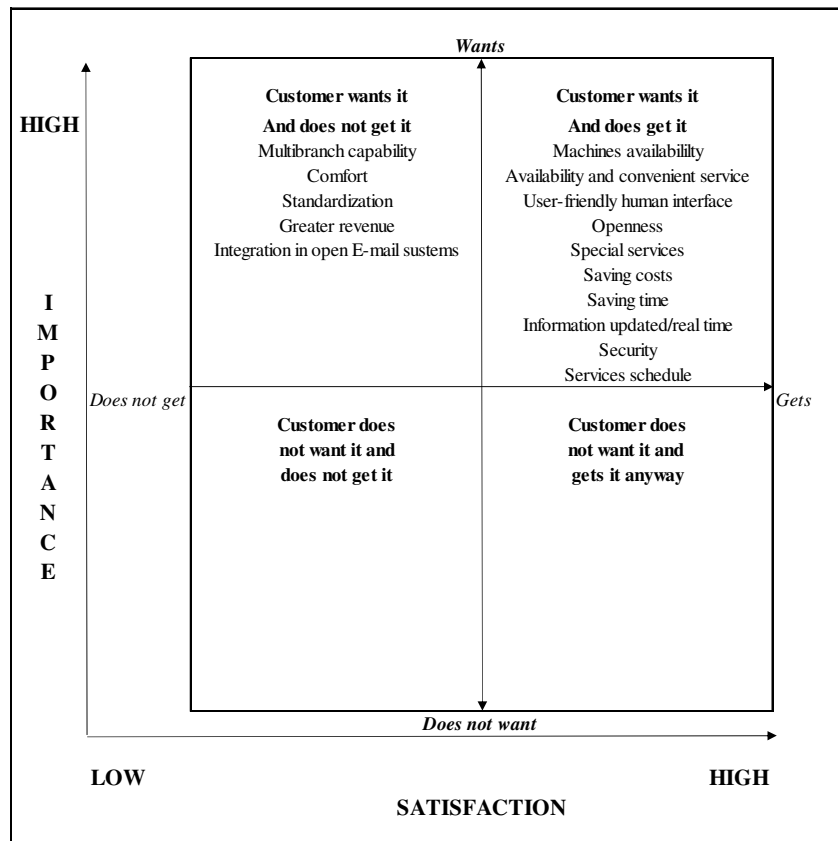 Wants
Customer wants it
And does not get it
Multibranch capability
Comfort
Standardization
Greater revenue
Integration in open E-mail sustems
Customer wants it
And does get it
Machines availabililty
Availability and convenient service
User-friendly human interface
Openness
Special services
Saving costs
Saving time
Information updated/real time
Security
Services schedule
HIGH
I
M
P
O
R
T
A
N
C
E
Does not get
Gets
Customer does
not want it and
does not get it
Customer does
not want it and
gets it anyway
Does not want
LOW
HIGH
SATISFACTION